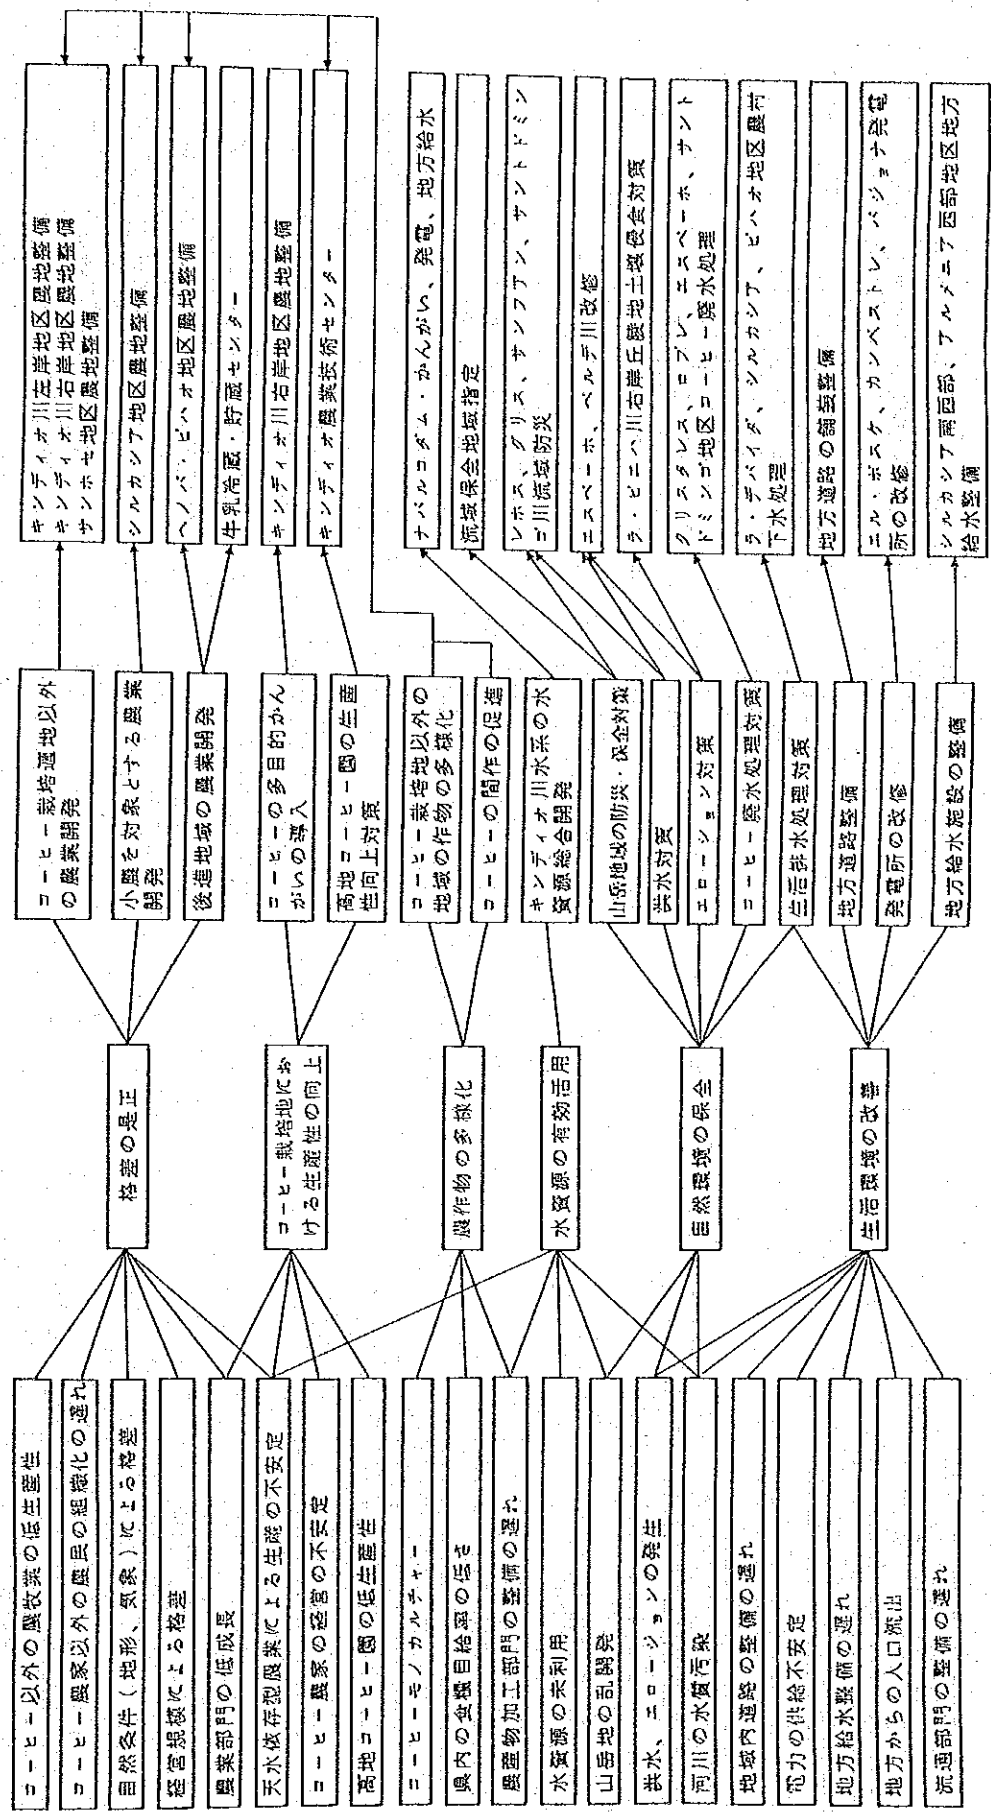 コーヒー以外の農牧業の低生産性
コーヒー農家以外の農民の組織化の遅れ
自然条件(地形、気象)による格差
経営規模による格差
農業部門の低成長
天水依存型農業による生産の不安定
コーヒー農家の経営の不安定
高地コーヒー園の低生産性
コーヒーモノカルチャー
県内の食糧自給率の低さ
農産物加工部門の整備の遅れ
水資源の未利用
山岳地の乱開発
洪水、エロージョンの発生
河川の水質汚染
地域内道路の整備の遅れ
電力の供給不安定
地方給水整備の遅れ
地方からの人口流出
流通部門の整備の遅れ
格差の是正
コーヒー栽培地にお
ける生産性の向上
農作物の多様化
水資源の有効活用
自然環境の保全
生活環境の改善
コーヒー栽培適地以外
の農業開発
小農を対象とする農業
開発
後進地域の農業開発
コーヒーの多目的かん
がいの導入
高地コーヒー園の生産
性向上対策
コーヒー栽培地以外の
地域の作物の多様化
コーヒーの間作の促進
キンディオ川水系の水
資源総合開発
山岳地域の防災・保全対策
洪水対策
エローション対策
コーヒー廃水処理対策
生活排水処理対策
地方道路整備
発電所の改修
地方給水施設の整備
キンディオ川左岸地区農地整備
キンディオ川右岸地区農地整備
サンホセ地区農地整備
シルカシア地区農地整備
ヘノバ・ピハオ地区農地整備
牛乳冷蔵・貯蔵センター
キンディオ川右岸地区農地整備
キンディオ農業技術センター
ナバルコダム・かんがい、発電、地方給水
流域保全地域指定
レホス、グリス、サンフアン、サントドミン
ゴ川流域防災
エスペーホ、ベルデ川改修
ラ・ビエハ川右岸丘陵地土壌侵食対策
クリスタレス、ロブレ、エスペーホ、サント
ドミンゴ地区コーヒー廃水処理
ラ・テバイダ、シルカシア、ピハオ地区農村
下水処理
地方道路の舗装整備
エル・ボスケ、カンペストレ、バジョナ発電
所の改修
シルカシア南西部、アルメニア西部地区地方
給水整備